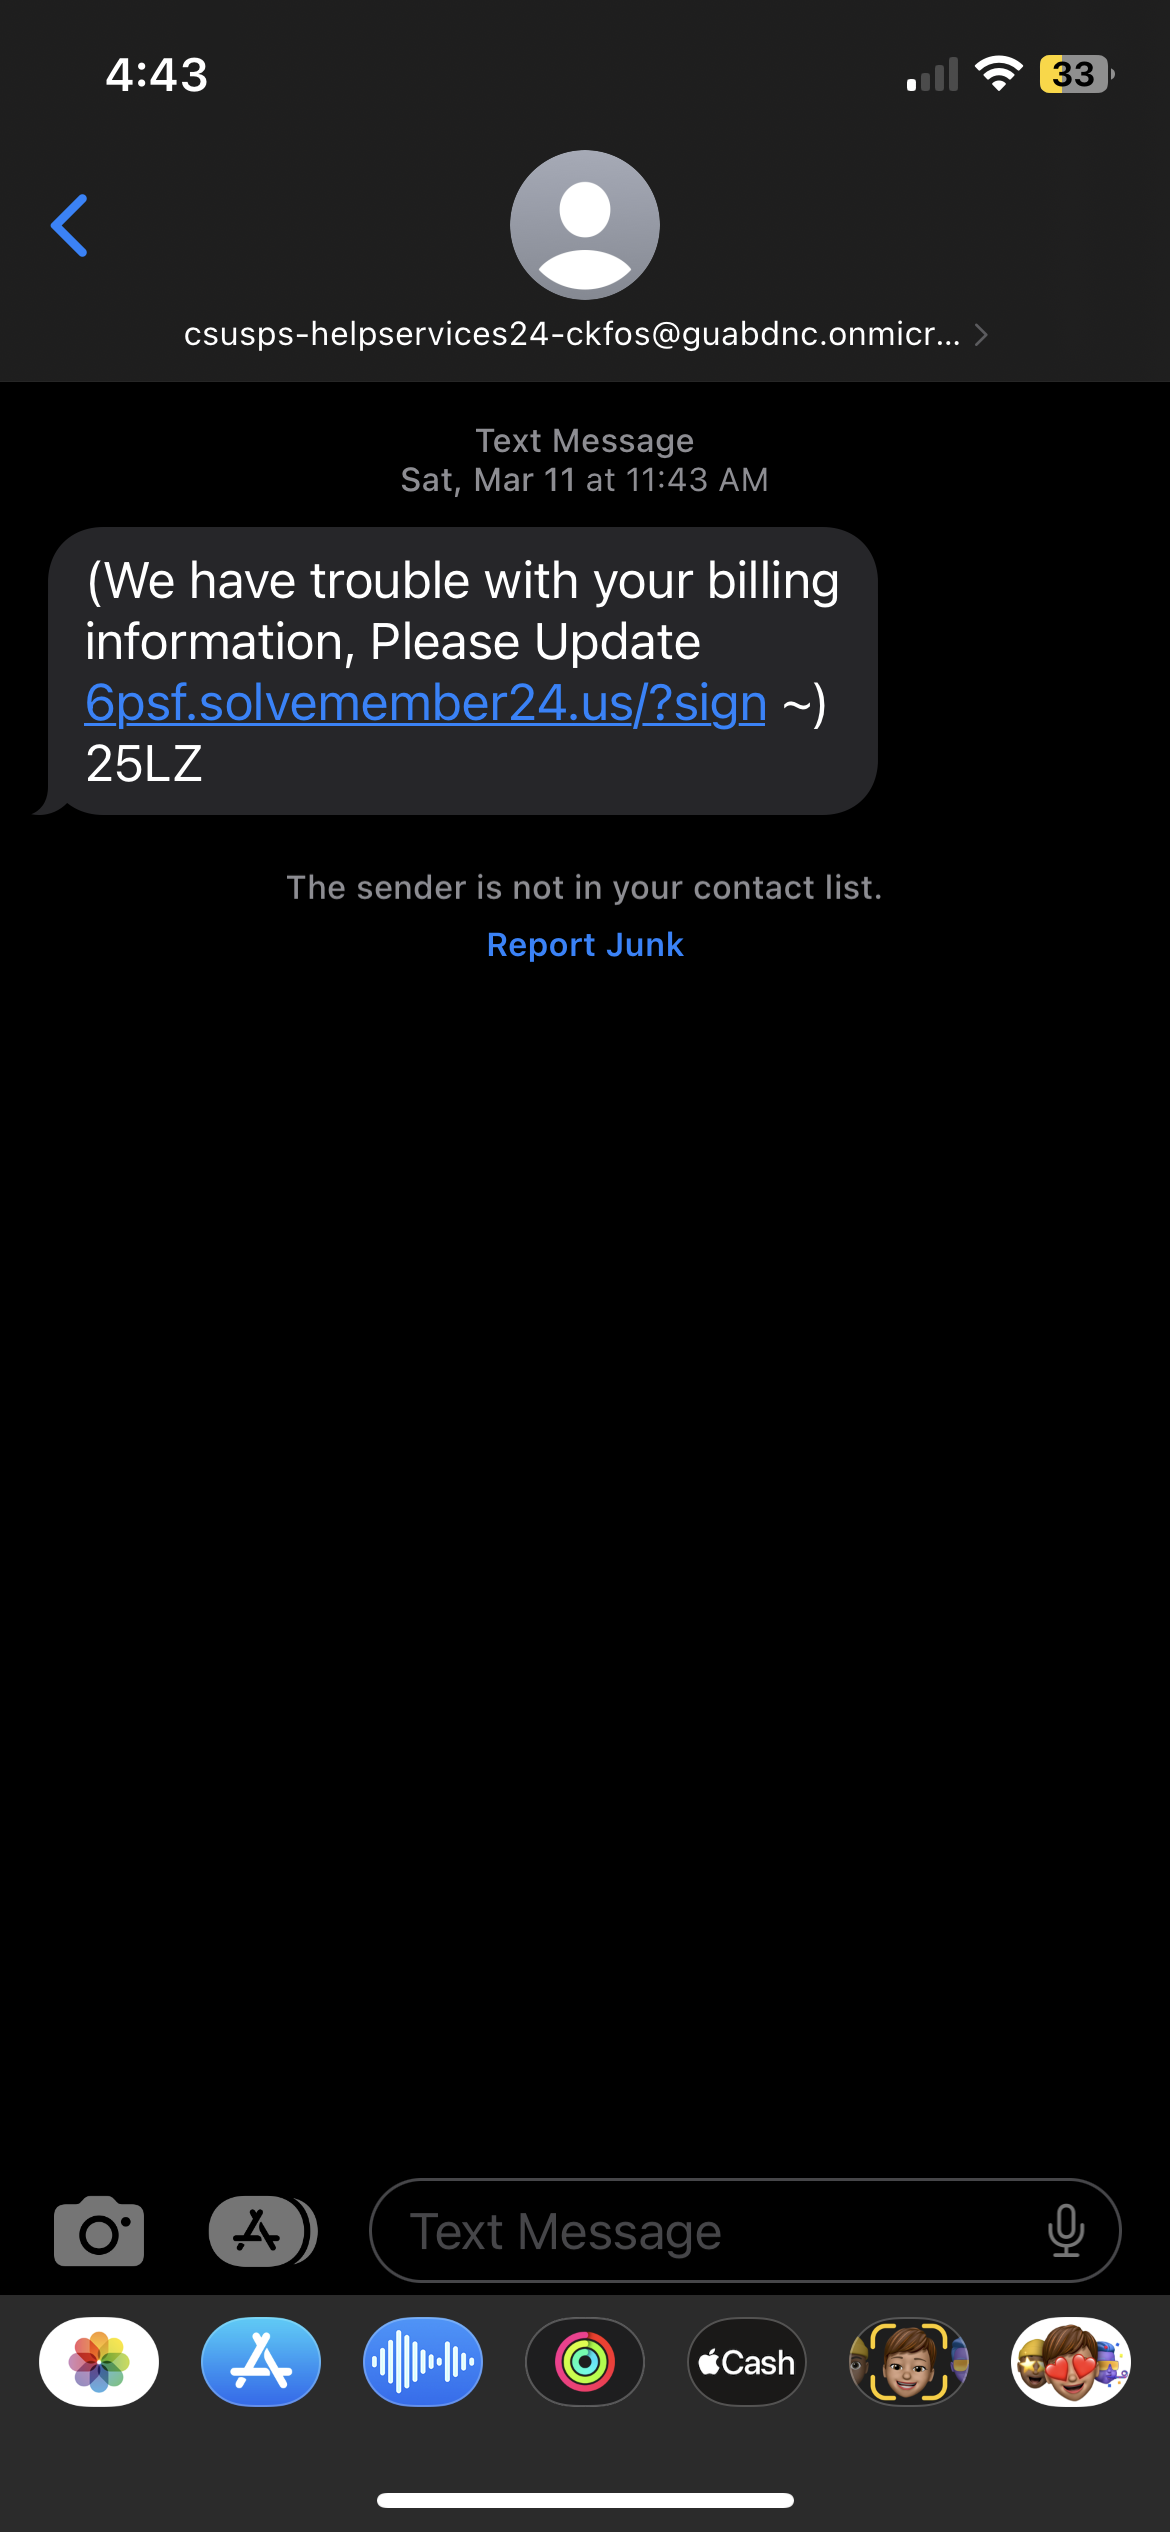 4:43
33
csusps-helpservices24-ckfos@guabdnc.onmicr...
Text Message
Sat, Mar 11 at 11:43 AM
(We have trouble with your billing
information, Please Update
6psf.solvemember24.us/?sign ~)
25LZ
The sender is not in your contact list.
Report Junk
Text Message
Cash